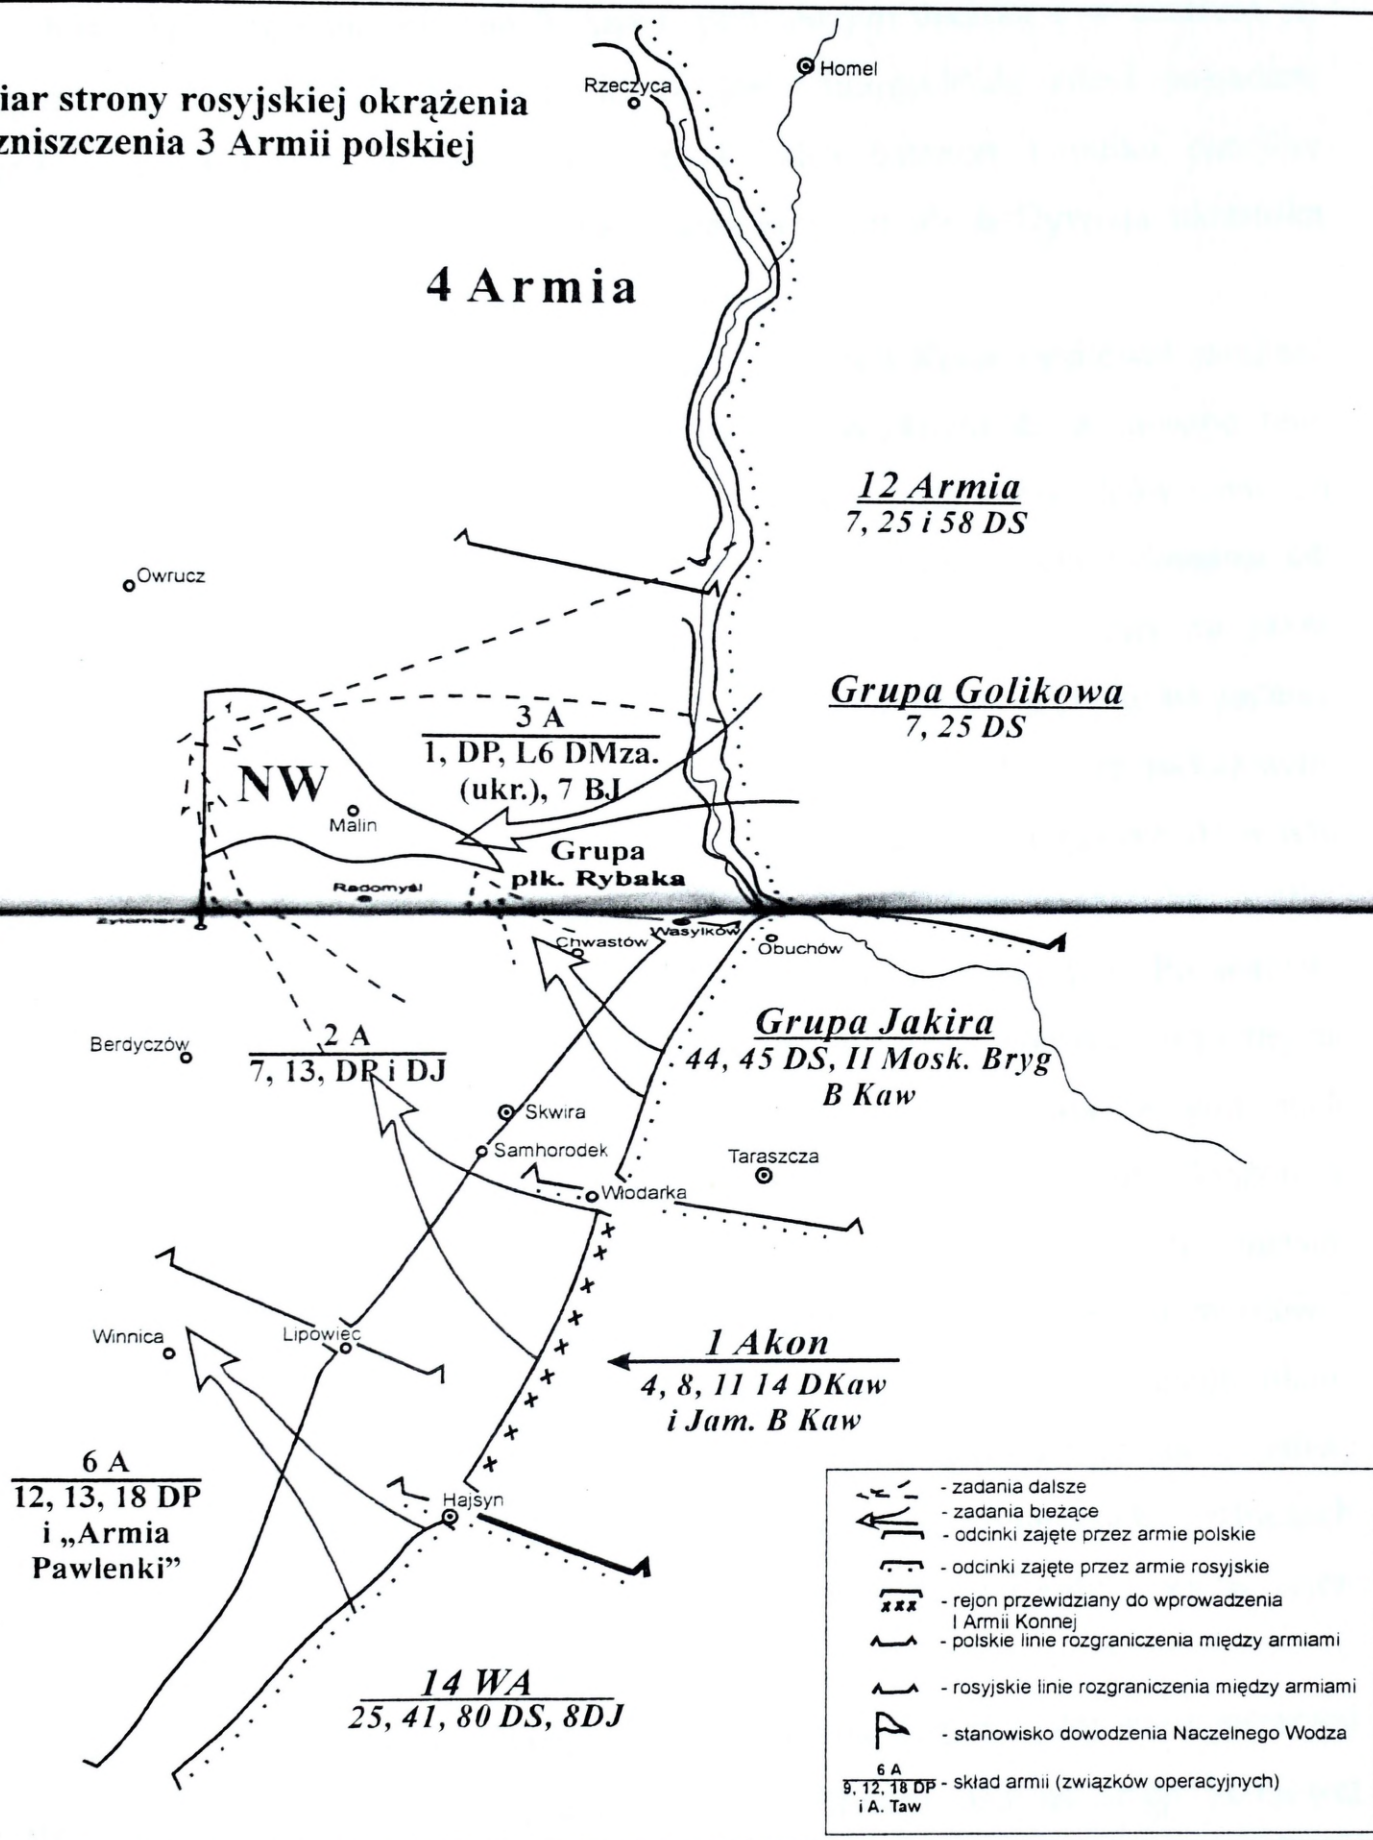 iar strony rosyjskiej okrążenia
zniszczenia 3 Armii polskiej
Rzeczyca
Homel
4 Armia
12 Armia
7, 25 i 58 DS
Owrucz
Grupa Golikowa
7, 25 DS
3 A
1, DP, L6 DMza.
(ukr.), 7 BJ
NW
Malin
Grupa
płk. Rybaka
Radomyśl
Żytomierz
Wasylków
Chwastów
Obuchów
Berdyczów
2 A
7, 13, DP i DJ
Grupa Jakira
44, 45 DS, II Mosk. Bryg
B Kaw
Skwira
Samhorodek
Taraszcza
Włodarka
Winnica
Lipowiec
1 Akon
4, 8, 11 14 DKaw
i Jam. B Kaw
6 A
12, 13, 18 DP
i „Armia
Pawlenki”
Hajsyn
14 WA
25, 41, 80 DS, 8DJ
- zadania dalsze
- zadania bieżące
- odcinki zajęte przez armie polskie
- odcinki zajęte przez armie rosyjskie
- rejon przewidziany do wprowadzenia
I Armii Konnej
- polskie linie rozgraniczenia między armiami
- rosyjskie linie rozgraniczenia między armiami
- stanowisko dowodzenia Naczelnego Wodza
6 A
9, 12, 18 DP - skład armii (związków operacyjnych)
i A. Taw